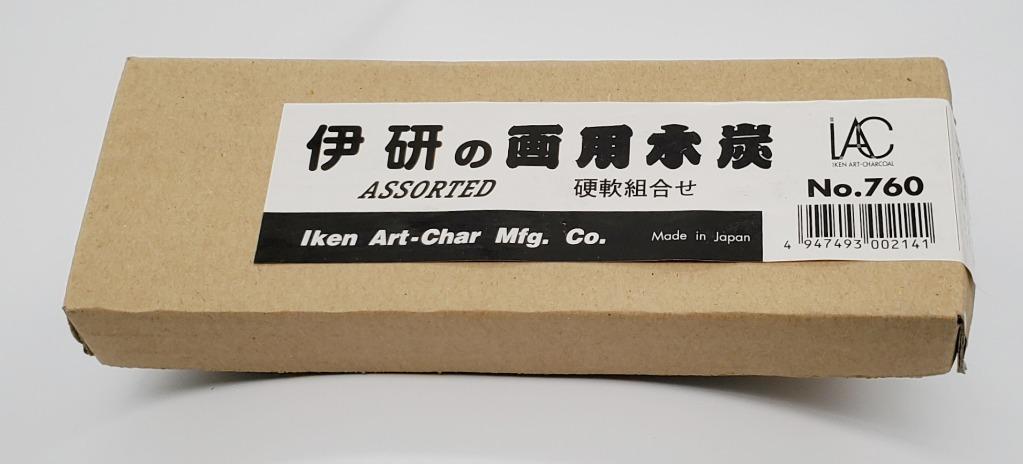 伊研の画用木炭
ASSORTED 硬軟組合せ
Iken Art-Char Mfg. Co. Made in Japan
iAC
IKEN ART-CHARCOAL
No.760
4 947493 002141